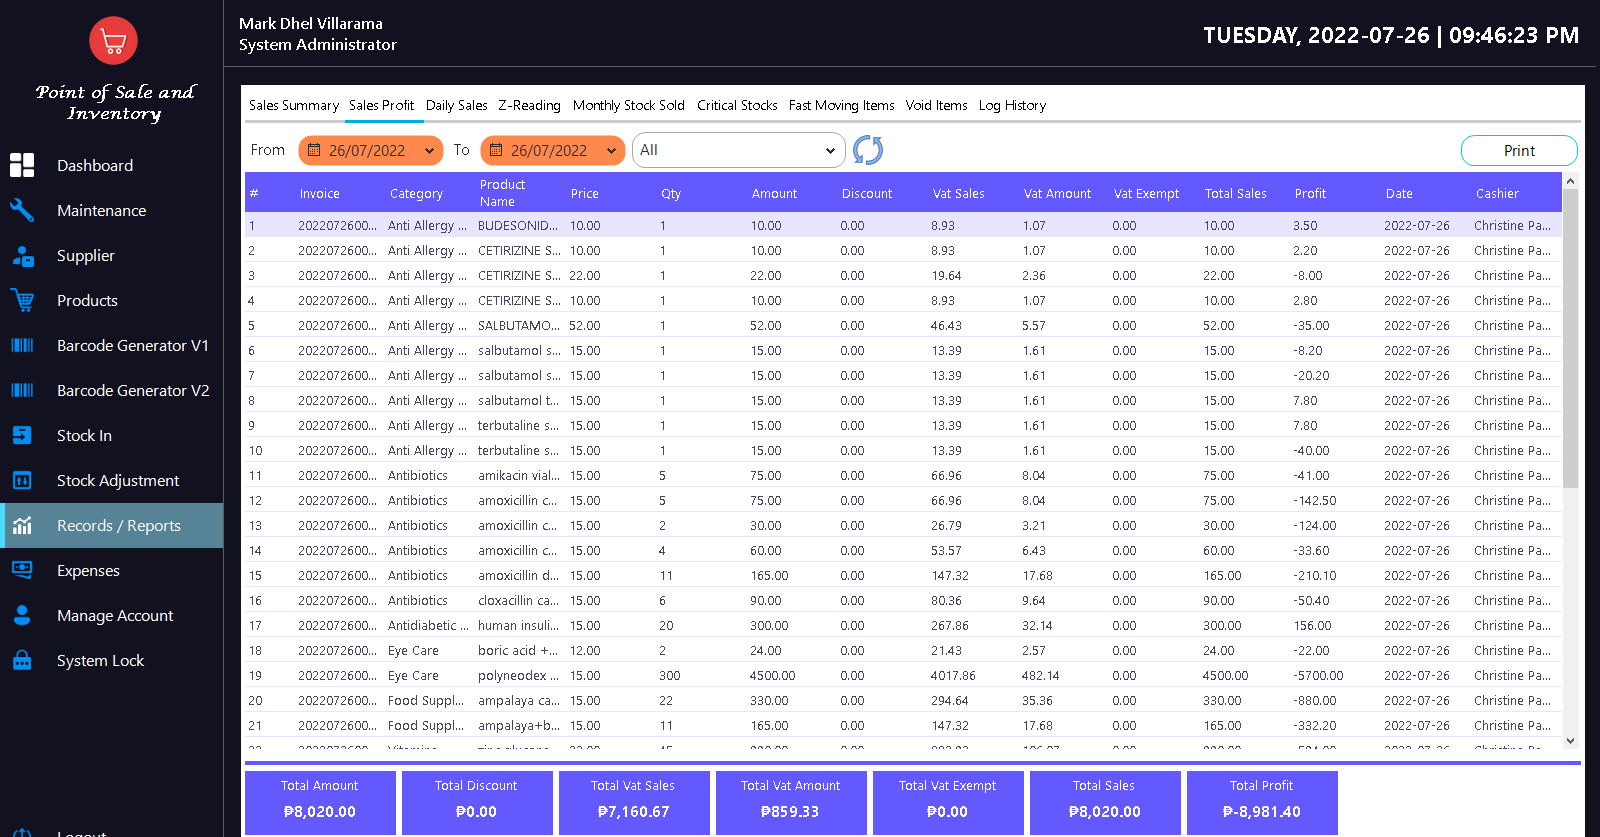 Point of Sale and
Inventory
Dashboard
Maintenance
Supplier
Products
Barcode Generator V1
Barcode Generator V2
Stock In
Stock Adjustment
Records / Reports
Expenses
Manage Account
System Lock
Logout
Mark Dhel Villarama
System Administrator
TUESDAY, 2022-07-26 | 09:46:23 PM
Sales Summary Sales Profit Daily Sales Z-Reading Monthly Stock Sold Critical Stocks Fast Moving Items Void Items Log History
From 26/07/2022 To 26/07/2022 All Print
# Invoice Category Product Name Price Qty Amount Discount Vat Sales Vat Amount Vat Exempt Total Sales Profit Date Cashier
1 2022072600... Anti Allergy ... BUDESONID... 10.00 1 10.00 0.00 8.93 1.07 0.00 10.00 3.50 2022-07-26 Christine Pa...
2 2022072600... Anti Allergy ... CETIRIZINE S... 10.00 1 10.00 0.00 8.93 1.07 0.00 10.00 2.20 2022-07-26 Christine Pa...
3 2022072600... Anti Allergy ... CETIRIZINE S... 22.00 1 22.00 0.00 19.64 2.36 0.00 22.00 -8.00 2022-07-26 Christine Pa...
4 2022072600... Anti Allergy ... CETIRIZINE S... 10.00 1 10.00 0.00 8.93 1.07 0.00 10.00 2.80 2022-07-26 Christine Pa...
5 2022072600... Anti Allergy ... SALBUTAMO... 52.00 1 52.00 0.00 46.43 5.57 0.00 52.00 -35.00 2022-07-26 Christine Pa...
6 2022072600... Anti Allergy ... salbutamol s... 15.00 1 15.00 0.00 13.39 1.61 0.00 15.00 -8.20 2022-07-26 Christine Pa...
7 2022072600... Anti Allergy ... salbutamol s... 15.00 1 15.00 0.00 13.39 1.61 0.00 15.00 -20.20 2022-07-26 Christine Pa...
8 2022072600... Anti Allergy ... salbutamol t... 15.00 1 15.00 0.00 13.39 1.61 0.00 15.00 7.80 2022-07-26 Christine Pa...
9 2022072600... Anti Allergy ... terbutaline s... 15.00 1 15.00 0.00 13.39 1.61 0.00 15.00 7.80 2022-07-26 Christine Pa...
10 2022072600... Anti Allergy ... terbutaline s... 15.00 1 15.00 0.00 13.39 1.61 0.00 15.00 -40.00 2022-07-26 Christine Pa...
11 2022072600... Antibiotics amikacin vial... 15.00 5 75.00 0.00 66.96 8.04 0.00 75.00 -41.00 2022-07-26 Christine Pa...
12 2022072600... Antibiotics amoxicillin c... 15.00 5 75.00 0.00 66.96 8.04 0.00 75.00 -142.50 2022-07-26 Christine Pa...
13 2022072600... Antibiotics amoxicillin c... 15.00 2 30.00 0.00 26.79 3.21 0.00 30.00 -124.00 2022-07-26 Christine Pa...
14 2022072600... Antibiotics amoxicillin c... 15.00 4 60.00 0.00 53.57 6.43 0.00 60.00 -33.60 2022-07-26 Christine Pa...
15 2022072600... Antibiotics amoxicillin d... 15.00 11 165.00 0.00 147.32 17.68 0.00 165.00 -210.10 2022-07-26 Christine Pa...
16 2022072600... Antibiotics cloxacillin ca... 15.00 6 90.00 0.00 80.36 9.64 0.00 90.00 -50.40 2022-07-26 Christine Pa...
17 2022072600... Antidiabetic ... human insuli... 15.00 20 300.00 0.00 267.86 32.14 0.00 300.00 156.00 2022-07-26 Christine Pa...
18 2022072600... Eye Care boric acid +... 12.00 2 24.00 0.00 21.43 2.57 0.00 24.00 -22.00 2022-07-26 Christine Pa...
19 2022072600... Eye Care polyneodex ... 15.00 300 4500.00 0.00 4017.86 482.14 0.00 4500.00 -5700.00 2022-07-26 Christine Pa...
20 2022072600... Food Suppl... ampalaya ca... 15.00 22 330.00 0.00 294.64 35.36 0.00 330.00 -880.00 2022-07-26 Christine Pa...
21 2022072600... Food Suppl... ampalaya+b... 15.00 11 165.00 0.00 147.32 17.68 0.00 165.00 -332.20 2022-07-26 Christine Pa...
Total Amount Total Discount Total Vat Sales Total Vat Amount Total Vat Exempt Total Sales Total Profit
₱8,020.00 ₱0.00 ₱7,160.67 ₱859.33 ₱0.00 ₱8,020.00 ₱-8,981.40